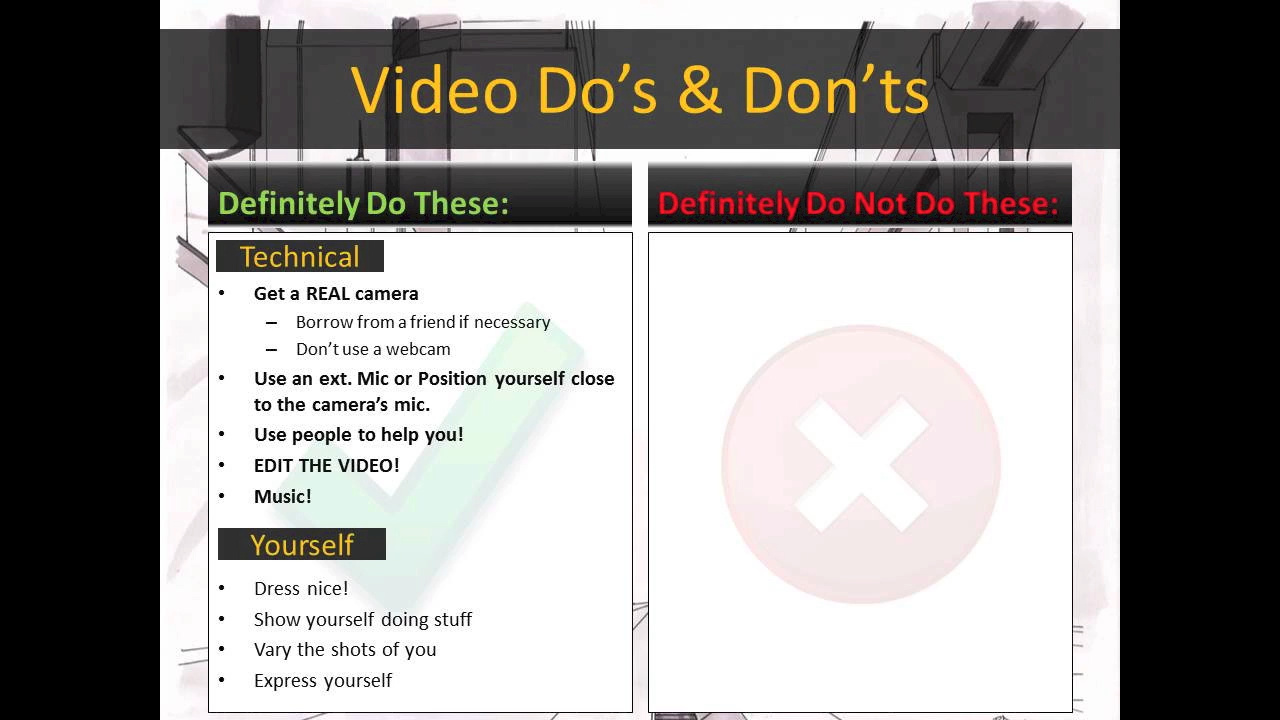 Video Do’s & Don’ts
Definitely Do These:
Technical
• Get a REAL camera
– Borrow from a friend if necessary
– Don’t use a webcam
• Use an ext. Mic or Position yourself close
to the camera’s mic.
• Use people to help you!
• EDIT THE VIDEO!
• Music!
Yourself
• Dress nice!
• Show yourself doing stuff
• Vary the shots of you
• Express yourself
Definitely Do Not Do These: